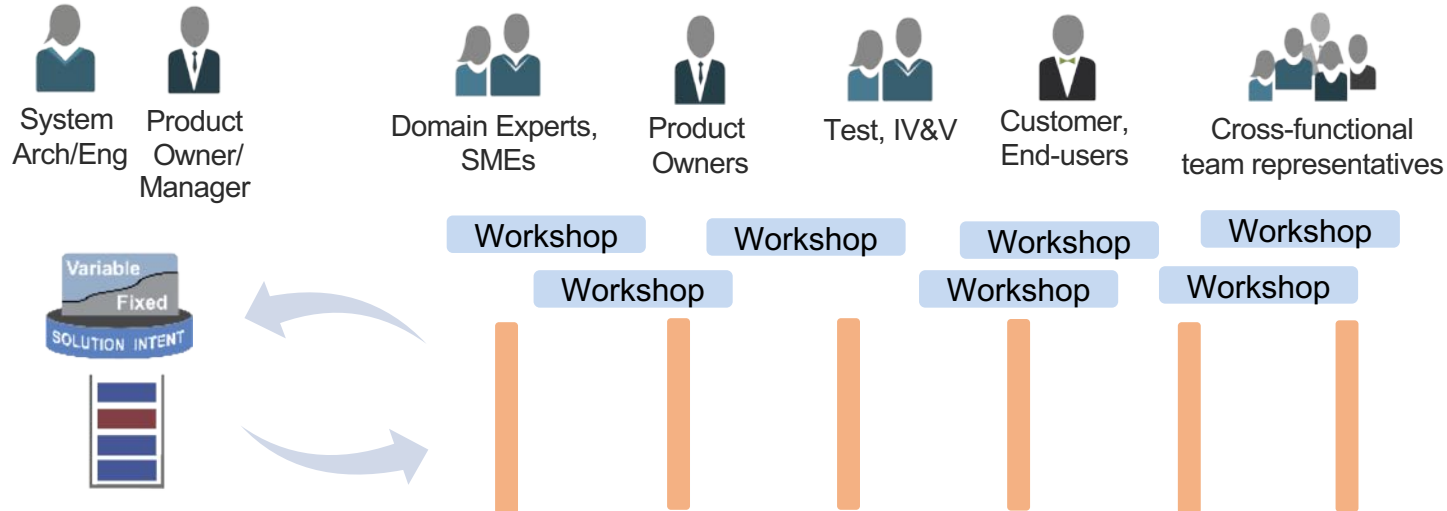 System
Arch/Eng
Product
Owner/
Manager
Domain Experts,
SMEs
Product
Owners
Test, IV&V
Customer,
End-users
Cross-functional
team representatives
Workshop
Workshop
Workshop
Workshop
Workshop
Workshop
Workshop
Variable
Fixed
SOLUTION INTENT